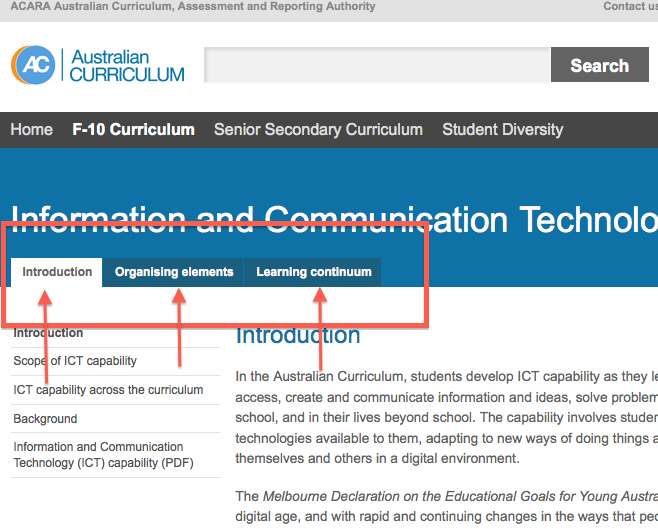 ACARA Australian Curriculum, Assessment and Reporting Authority Contact us
AC Australian
CURRICULUM
Search
Home F-10 Curriculum Senior Secondary Curriculum Student Diversity
Information and Communication Technolo
Introduction Organising elements Learning continuum
Introduction
Scope of ICT capability
ICT capability across the curriculum
Background
Information and Communication
Technology (ICT) capability (PDF)
Introduction
In the Australian Curriculum, students develop ICT capability as they le
access, create and communicate information and ideas, solve problem
school, and in their lives beyond school. The capability involves studen
technologies available to them, adapting to new ways of doing things a
themselves and others in a digital environment.
The Melbourne Declaration on the Educational Goals for Young Austra
digital age, and with rapid and continuing changes in the ways that peo